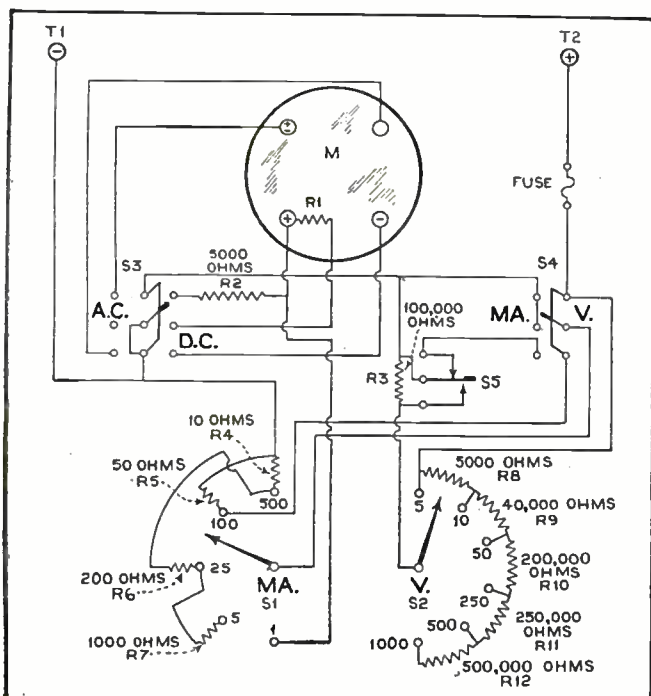 T1
T2
⊖
⊕
M
FUSE
±
R1
+
−
S3
5000
OHMS
R2
S4
A.C.
D.C.
100,000
OHMS
MA.
V.
R3
S5
10 OHMS
R4
50 OHMS
R5
500
100
5000
OHMS
R8
5
10
40,000
OHMS
R9
50
25
200 OHMS
R6
MA.
S1
V.
S2
200,000
OHMS
R10
250
5
1000 OHMS
R7
1
500
250,000
OHMS
R11
1000
500,000
OHMS
R12